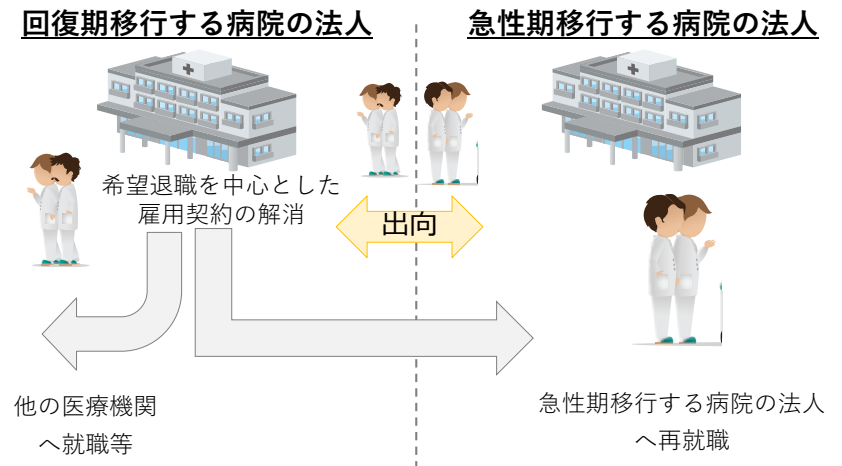 回復期移行する病院の法人
急性期移行する病院の法人
希望退職を中心とした
雇用契約の解消
出向
他の医療機関
へ就職等
急性期移行する病院の法人
へ再就職